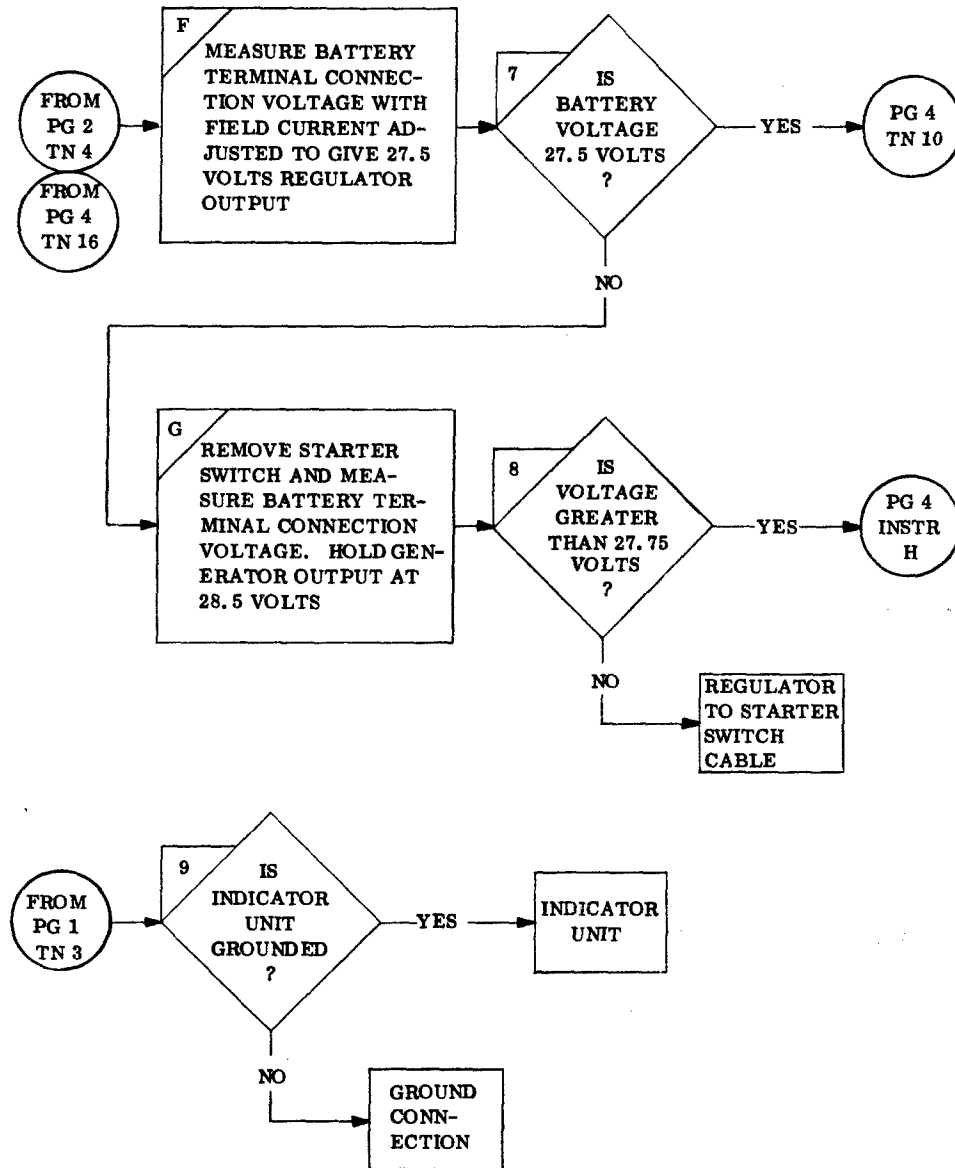 FROM
PG 2
TN 4
FROM
PG 4
TN 16
F
MEASURE BATTERY
TERMINAL CONNEC-
TION VOLTAGE WITH
FIELD CURRENT AD-
JUSTED TO GIVE 27.5
VOLTS REGULATOR
OUTPUT
7
IS
BATTERY
VOLTAGE
27.5 VOLTS
?
YES
PG 4
TN 10
NO
G
REMOVE STARTER
SWITCH AND MEA-
SURE BATTERY TER-
MINAL CONNECTION
VOLTAGE. HOLD GEN-
ERATOR OUTPUT AT
28.5 VOLTS
8
IS
VOLTAGE
GREATER
THAN 27.75
VOLTS
?
YES
PG 4
INSTR
H
NO
REGULATOR
TO STARTER
SWITCH
CABLE
FROM
PG 1
TN 3
9
IS
INDICATOR
UNIT
GROUNDED
?
YES
INDICATOR
UNIT
NO
GROUND
CONN-
ECTION